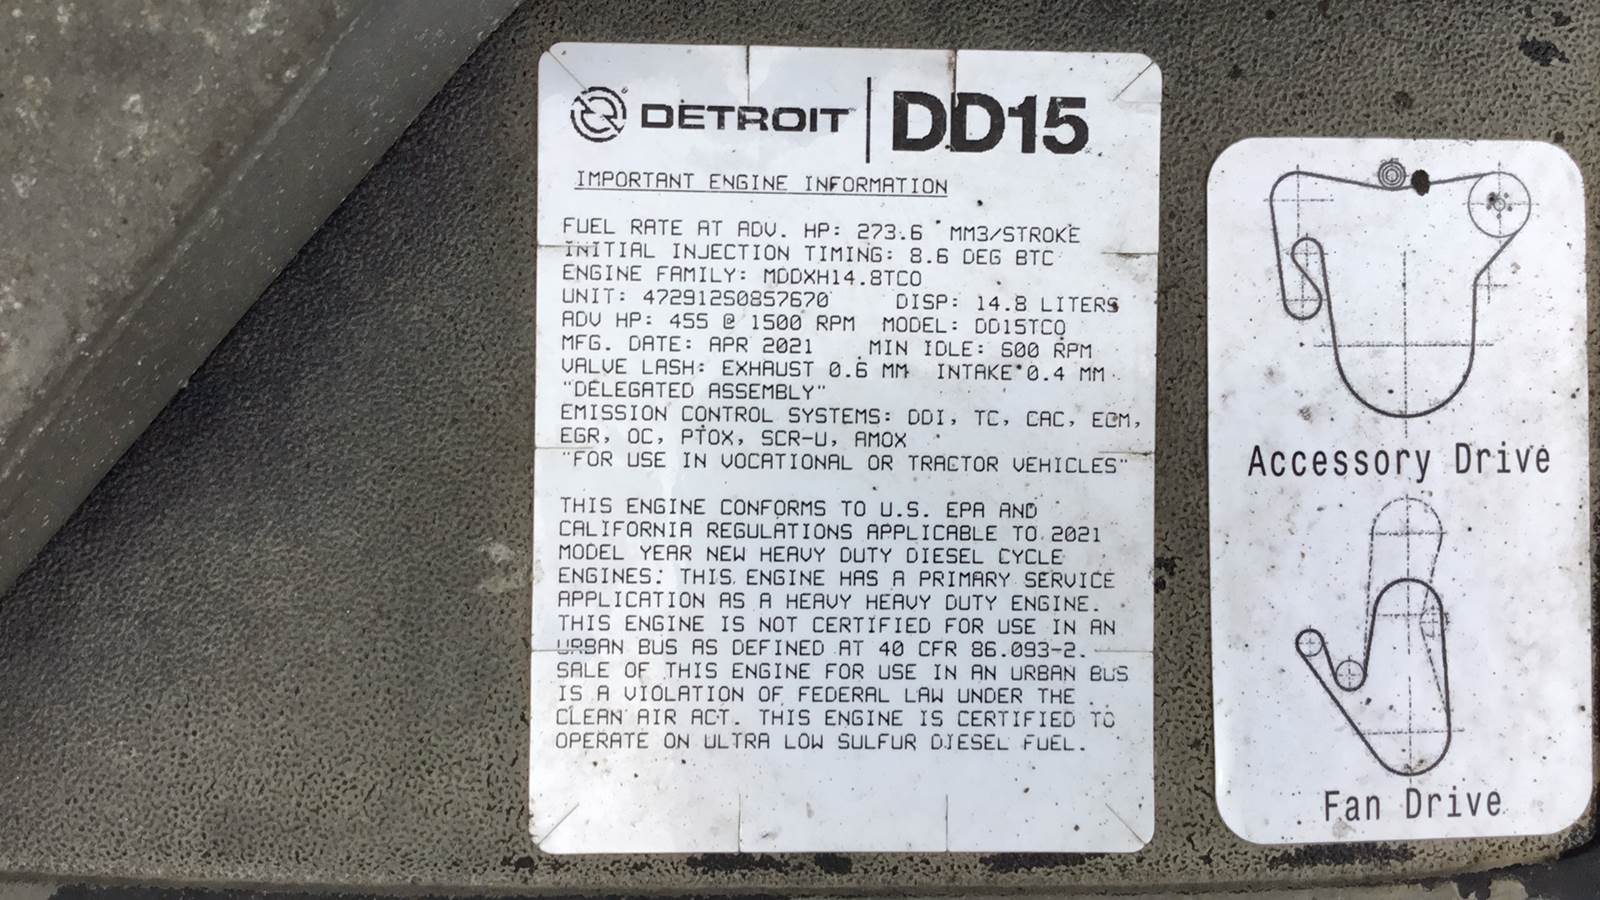 DETROIT | DD15
IMPORTANT ENGINE INFORMATION
FUEL RATE AT ADV. HP: 273.6 MM3/STROKE
INITIAL INJECTION TIMING: 8.6 DEG BTC
ENGINE FAMILY: MDDXH14.8TCO
UNIT: 472912S0857670 DISP: 14.8 LITERS
ADV HP: 455 @ 1500 RPM MODEL: DD15TCO
MFG. DATE: APR 2021 MIN IDLE: 600 RPM
VALVE LASH: EXHAUST 0.6 MM INTAKE 0.4 MM
"DELEGATED ASSEMBLY"
EMISSION CONTROL SYSTEMS: DDI, TC, CAC, ECM,
EGR, OC, PTOX, SCR-U, AMOX
"FOR USE IN VOCATIONAL OR TRACTOR VEHICLES"
THIS ENGINE CONFORMS TO U.S. EPA AND
CALIFORNIA REGULATIONS APPLICABLE TO 2021
MODEL YEAR NEW HEAVY DUTY DIESEL CYCLE
ENGINES. THIS ENGINE HAS A PRIMARY SERVICE
APPLICATION AS A HEAVY HEAVY DUTY ENGINE.
THIS ENGINE IS NOT CERTIFIED FOR USE IN AN
URBAN BUS AS DEFINED AT 40 CFR 86.093-2.
SALE OF THIS ENGINE FOR USE IN AN URBAN BUS
IS A VIOLATION OF FEDERAL LAW UNDER THE
CLEAN AIR ACT. THIS ENGINE IS CERTIFIED TO
OPERATE ON ULTRA LOW SULFUR DIESEL FUEL.
Accessory Drive
Fan Drive